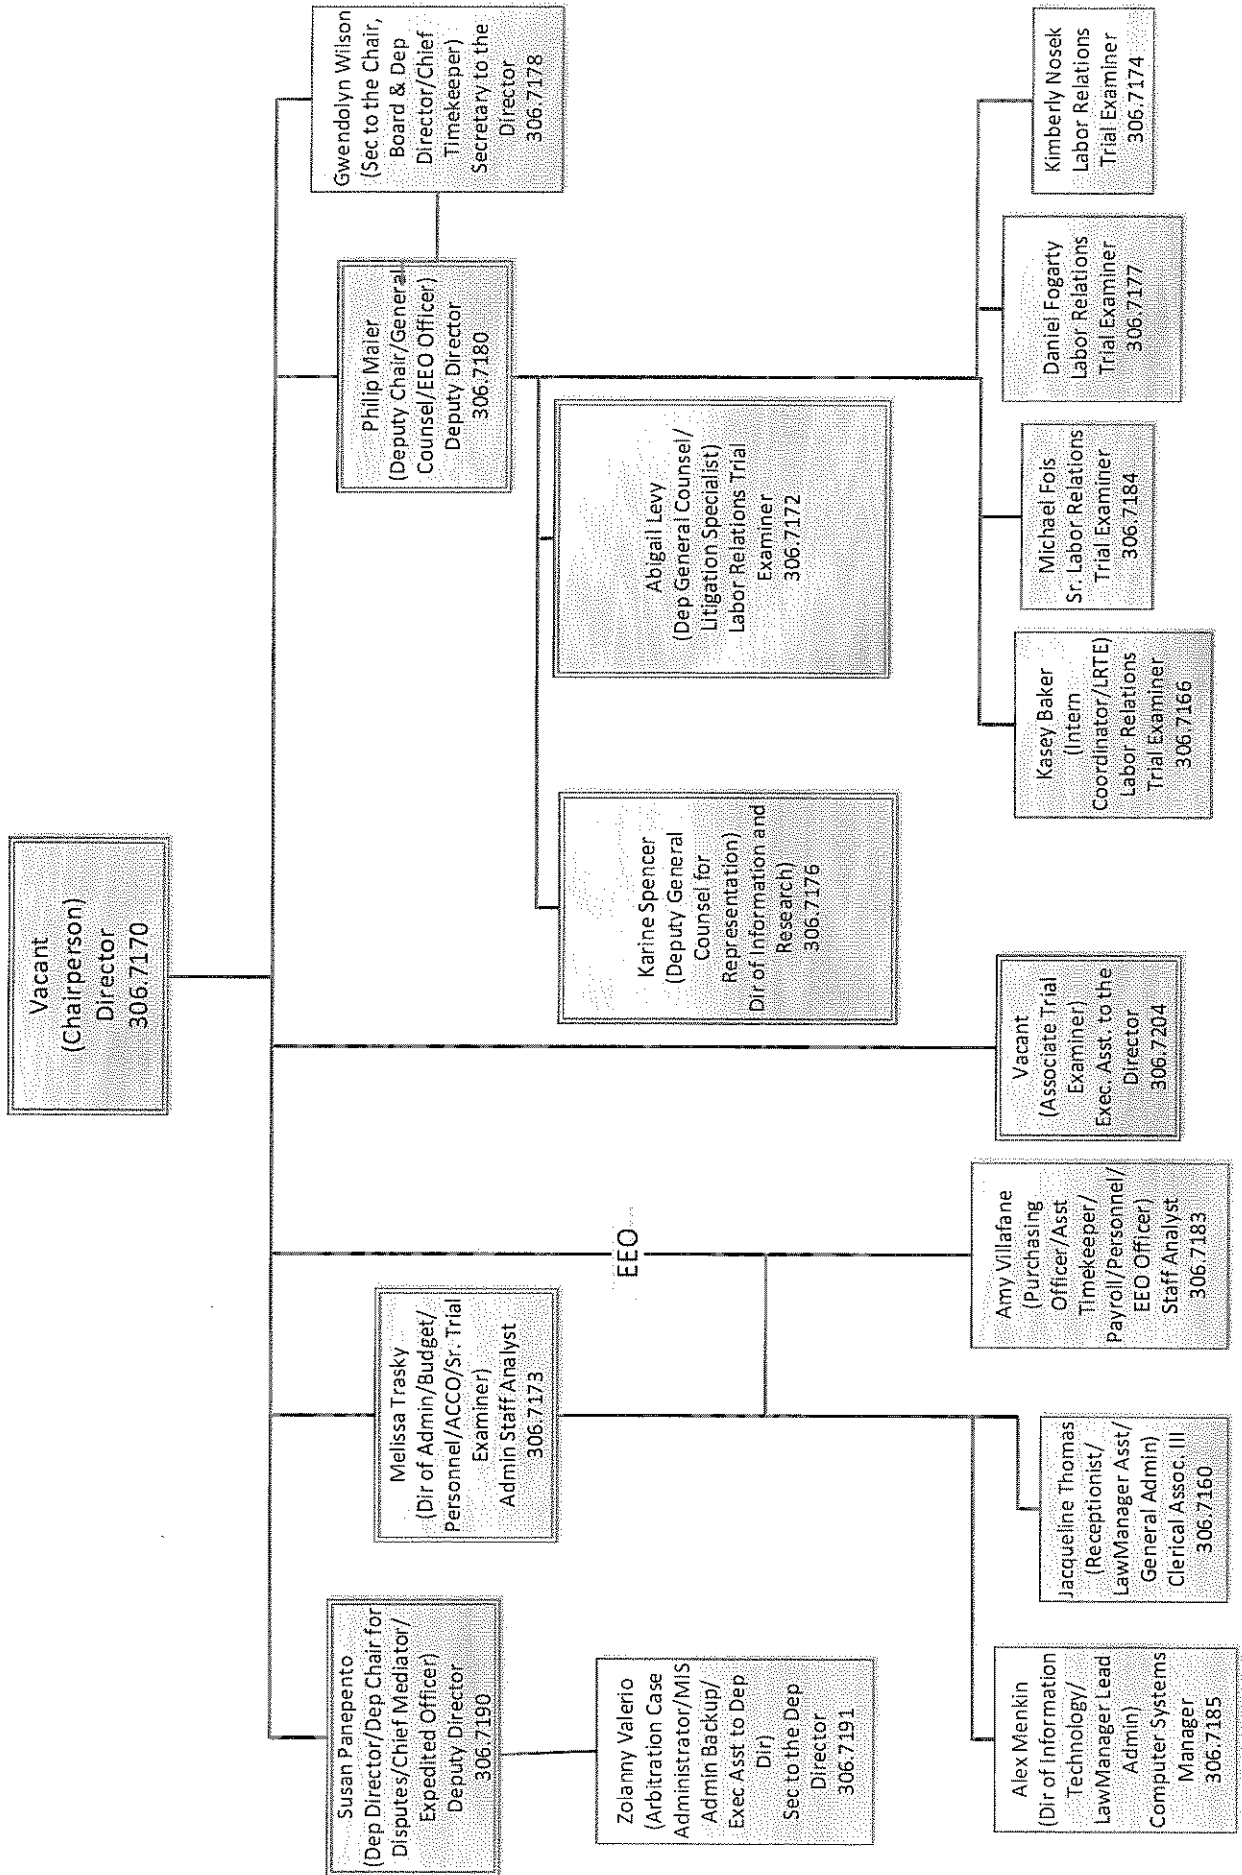 Vacant
(Chairperson)
Director
306.7170
Susan Panepento
(Dep Director/Dep Chair for
Disputes/Chief Mediator/
Expedited Officer)
Deputy Director
306.7190
Melissa Trasky
(Dir of Admin/Budget/
Personnel/ACCO/Sr. Trial
Examiner)
Admin Staff Analyst
306.7173
Philip Maier
(Deputy Chair/General
Counsel/EEO Officer)
Deputy Director
306.7180
Gwendolyn Wilson
(Sec to the Chair,
Board & Dep
Director/Chief
Timekeeper)
Secretary to the
Director
306.7178
Zolanny Valerio
(Arbitration Case
Administrator/MIS
Admin Backup/
Exec Asst to Dep
Dir)
Sec to the Dep
Director
306.7191
EEO
Karine Spencer
(Deputy General
Counsel for
Representation)
Dir of Information and
Research)
306.7176
Abigail Levy
(Dep General Counsel/
Litigation Specialist)
Labor Relations Trial
Examiner
306.7172
Alex Menkin
(Dir of Information
Technology/
LawManager Lead
Admin)
Computer Systems
Manager
306.7185
Jacqueline Thomas
(Receptionist/
LawManager Asst/
General Admin)
Clerical Assoc. III
306.7160
Amy Villafane
(Purchasing
Officer/Asst
Timekeeper/
Payroll/Personnel/
EEO Officer)
Staff Analyst
306.7183
Vacant
(Associate Trial
Examiner)
Exec. Asst. to the
Director
306.7204
Kasey Baker
(Intern
Coordinator/LRTE)
Labor Relations
Trial Examiner
306.7166
Michael Fois
Sr. Labor Relations
Trial Examiner
306.7184
Daniel Fogarty
Labor Relations
Trial Examiner
306.7177
Kimberly Nosek
Labor Relations
Trial Examiner
306.7174